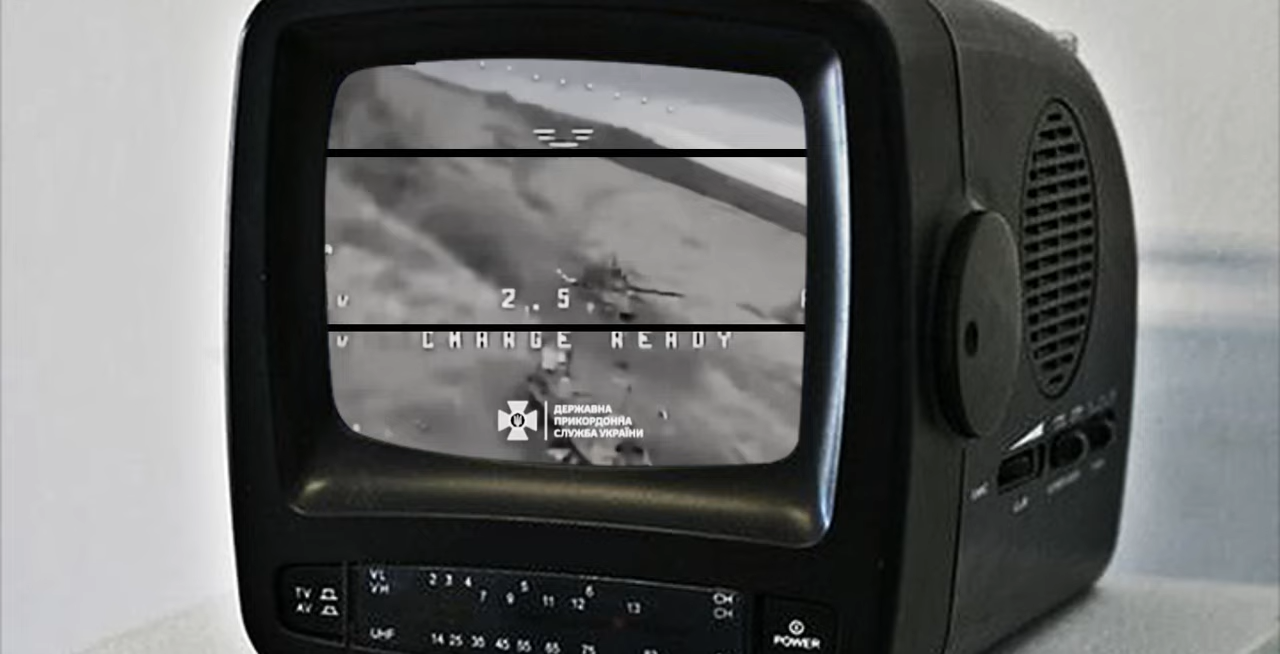 v 2.5
v CHARGE READY
ДЕРЖАВНА
ПРИКОРДОННА
СЛУЖБА УКРАЇНИ
TV
AV
VL
VH
2 3 4 5 6 CH
7 9 11 12 13 CH
UHF 14 25 35 45 55 65 75
POWER